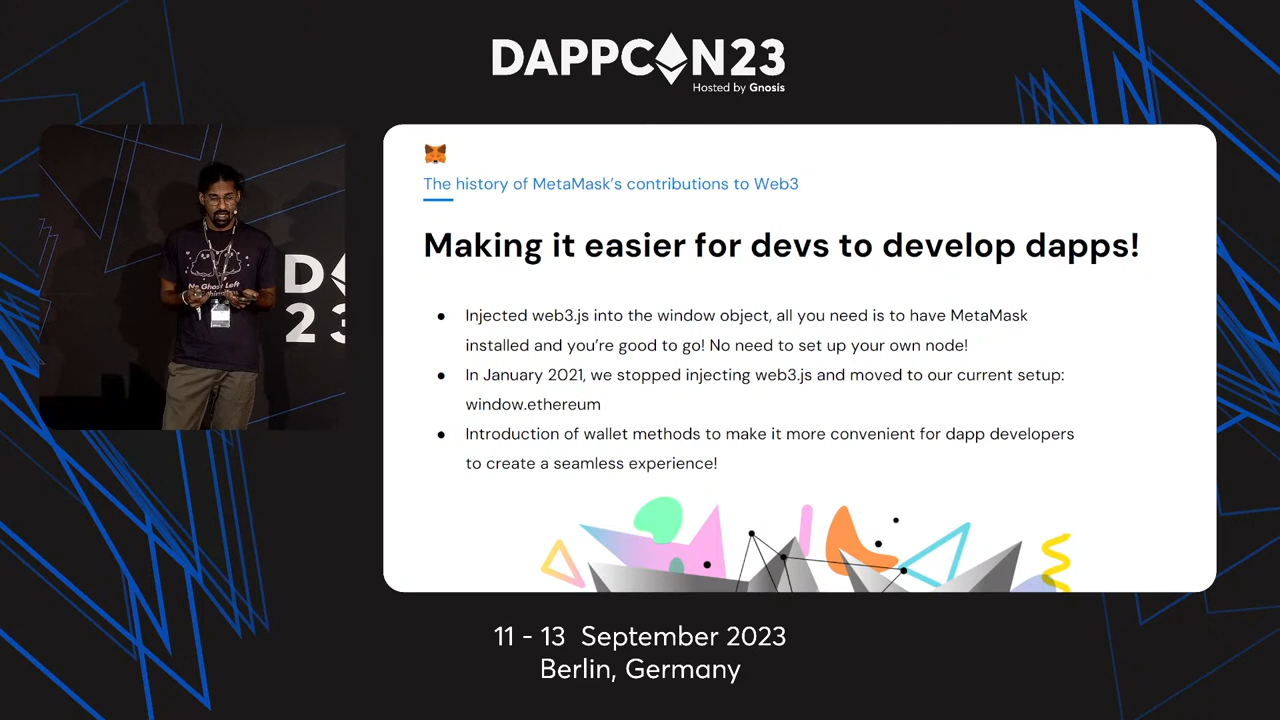 DAPPCON23
Hosted by Gnosis
The history of MetaMask's contributions to Web3
Making it easier for devs to develop dapps!
● Injected web3.js into the window object, all you need is to have MetaMask
installed and you're good to go! No need to set up your own node!
● In January 2021, we stopped injecting web3.js and moved to our current setup:
window.ethereum
● Introduction of wallet methods to make it more convenient for dapp developers
to create a seamless experience!
No Ghost Left
D
23
11 - 13 September 2023
Berlin, Germany